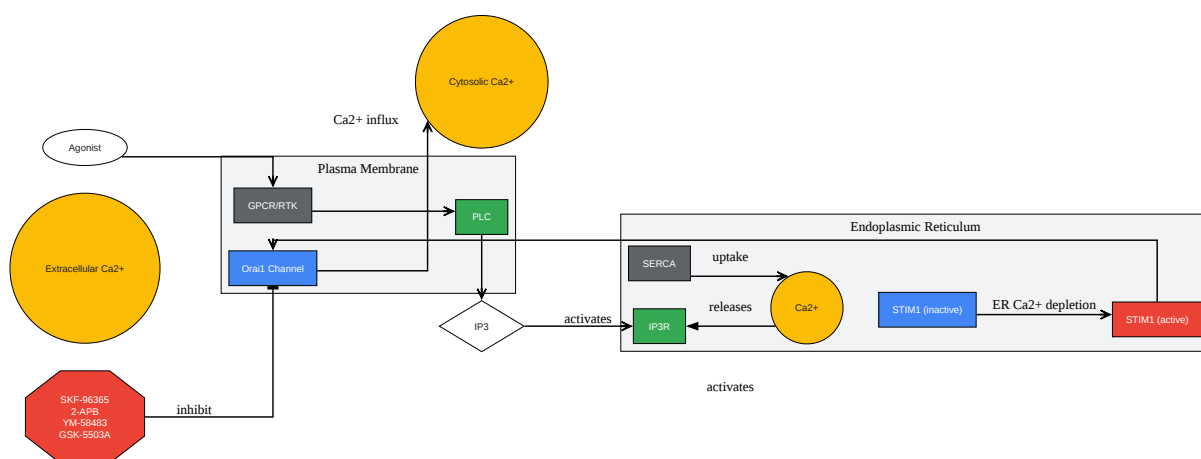 Cytosolic Ca2+
Ca2+ influx
Agonist
Plasma Membrane
GPCR/RTK
PLC
Extracellular Ca2+
Orai1 Channel
Endoplasmic Reticulum
SERCA
uptake
releases
Ca2+
STIM1 (inactive)
ER Ca2+ depletion
STIM1 (active)
IP3
activates
IP3R
activates
SKF-96365
2-APB
YM-58483
GSK-5503A
inhibit